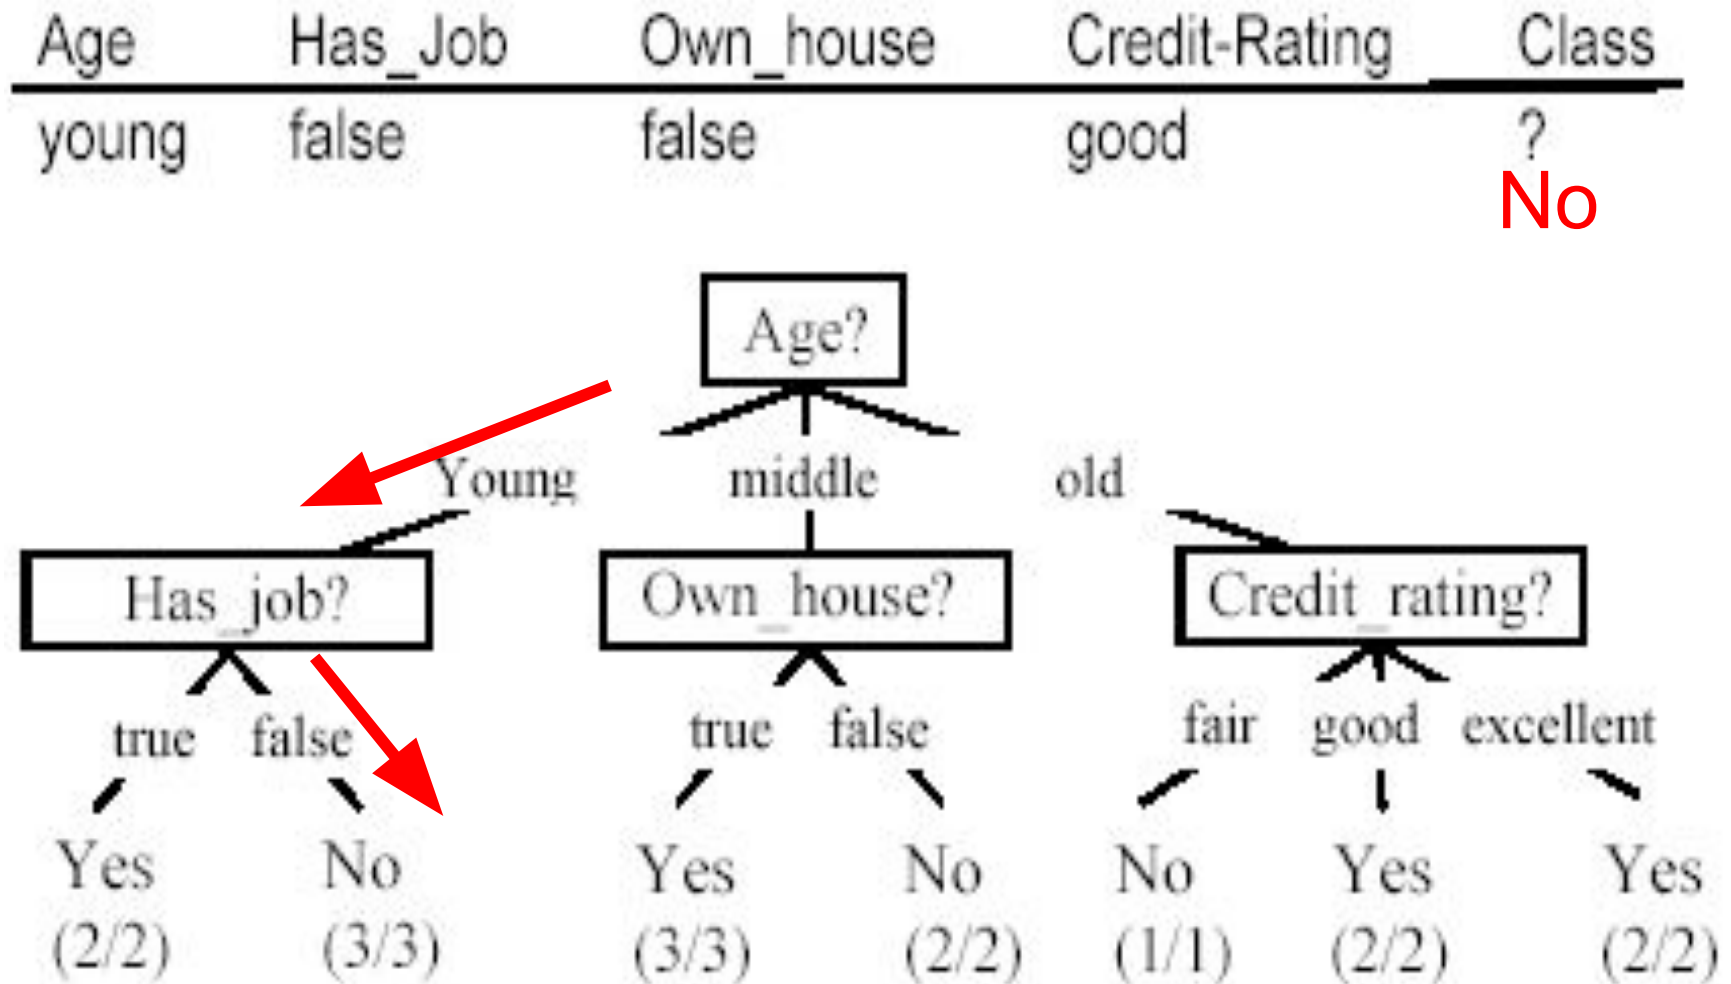 Age Has_Job Own_house Credit-Rating Class
young false false good ?
No
Age?
Young middle old
Has_job? Own_house? Credit_rating?
true false true false fair good excellent
Yes No Yes No No Yes Yes
(2/2) (3/3) (3/3) (2/2) (1/1) (2/2) (2/2)